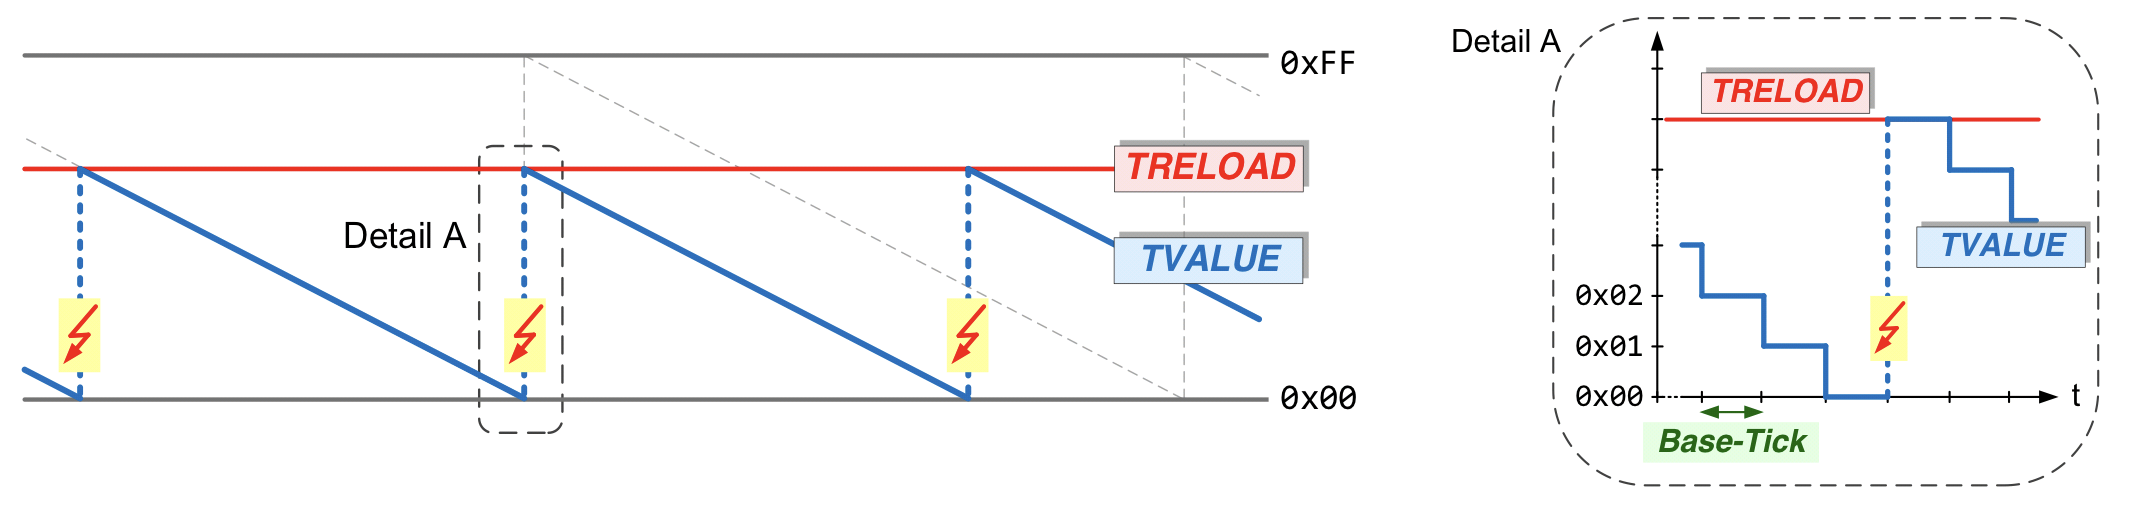 0xFF
TRELOAD
Detail A
TVALUE
0x00
Detail A
TRELOAD
TVALUE
0x02
0x01
0x00
t
Base-Tick